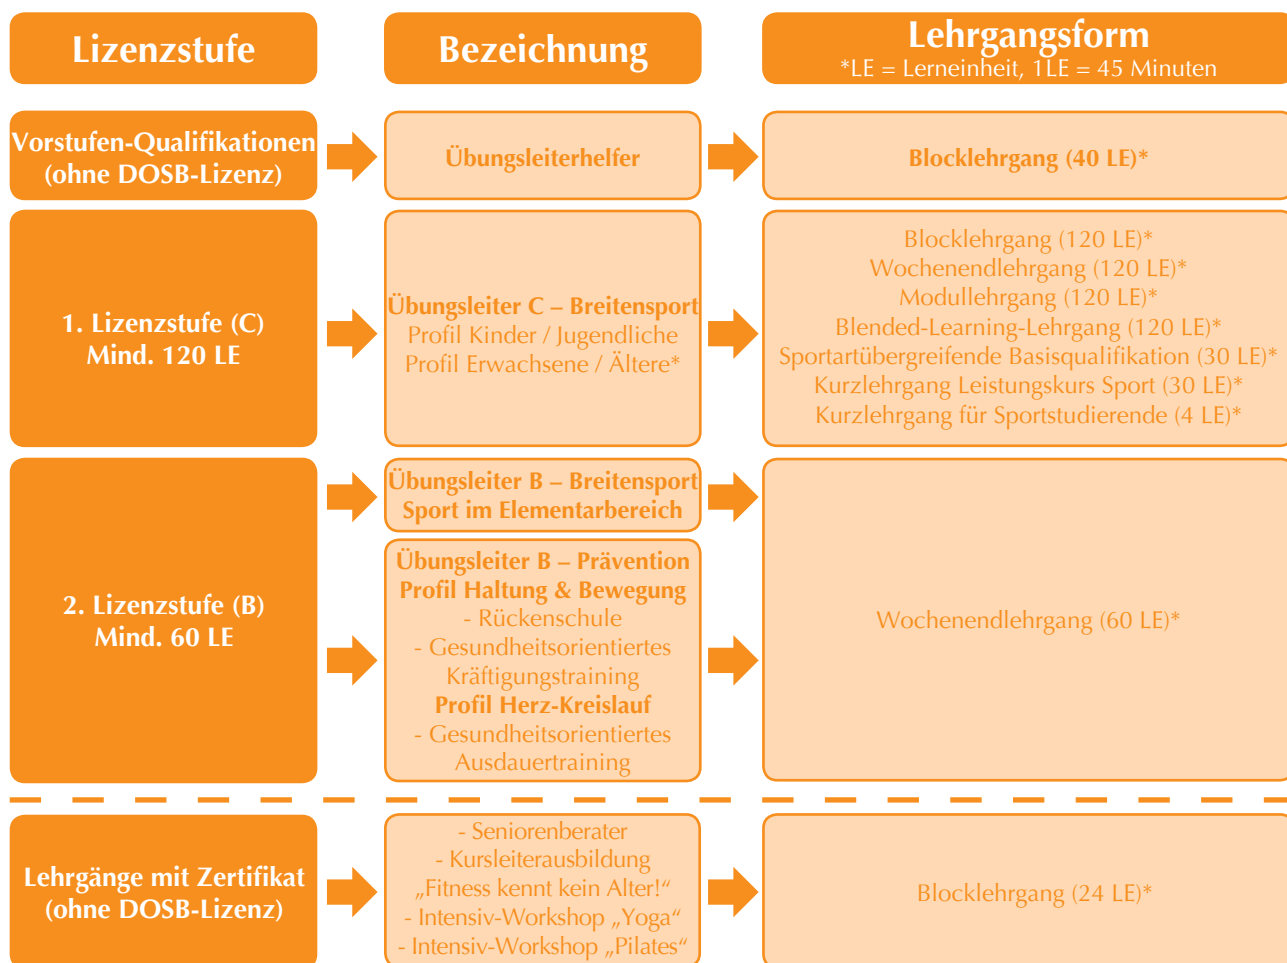 Lizenzstufe
Bezeichnung
Lehrgangsform
*LE = Lerneinheit, 1LE = 45 Minuten
Vorstufen-Qualifikationen
(ohne DOSB-Lizenz)
Übungsleiterhelfer
Blocklehrgang (40 LE)*
1. Lizenzstufe (C)
Mind. 120 LE
Übungsleiter C – Breitensport
Profil Kinder / Jugendliche
Profil Erwachsene / Ältere*
Blocklehrgang (120 LE)*
Wochenendlehrgang (120 LE)*
Modullehrgang (120 LE)*
Blended-Learning-Lehrgang (120 LE)*
Sportartübergreifende Basisqualifikation (30 LE)*
Kurzlehrgang Leistungskurs Sport (30 LE)*
Kurzlehrgang für Sportstudierende (4 LE)*
2. Lizenzstufe (B)
Mind. 60 LE
Übungsleiter B – Breitensport
Sport im Elementarbereich
Übungsleiter B – Prävention
Profil Haltung & Bewegung
- Rückenschule
- Gesundheitsorientiertes
Kräftigungstraining
Profil Herz-Kreislauf
- Gesundheitsorientiertes
Ausdauertraining
Wochenendlehrgang (60 LE)*
Lehrgänge mit Zertifikat
(ohne DOSB-Lizenz)
- Seniorenberater
- Kursleiterausbildung
„Fitness kennt kein Alter!“
- Intensiv-Workshop „Yoga“
- Intensiv-Workshop „Pilates“
Blocklehrgang (24 LE)*